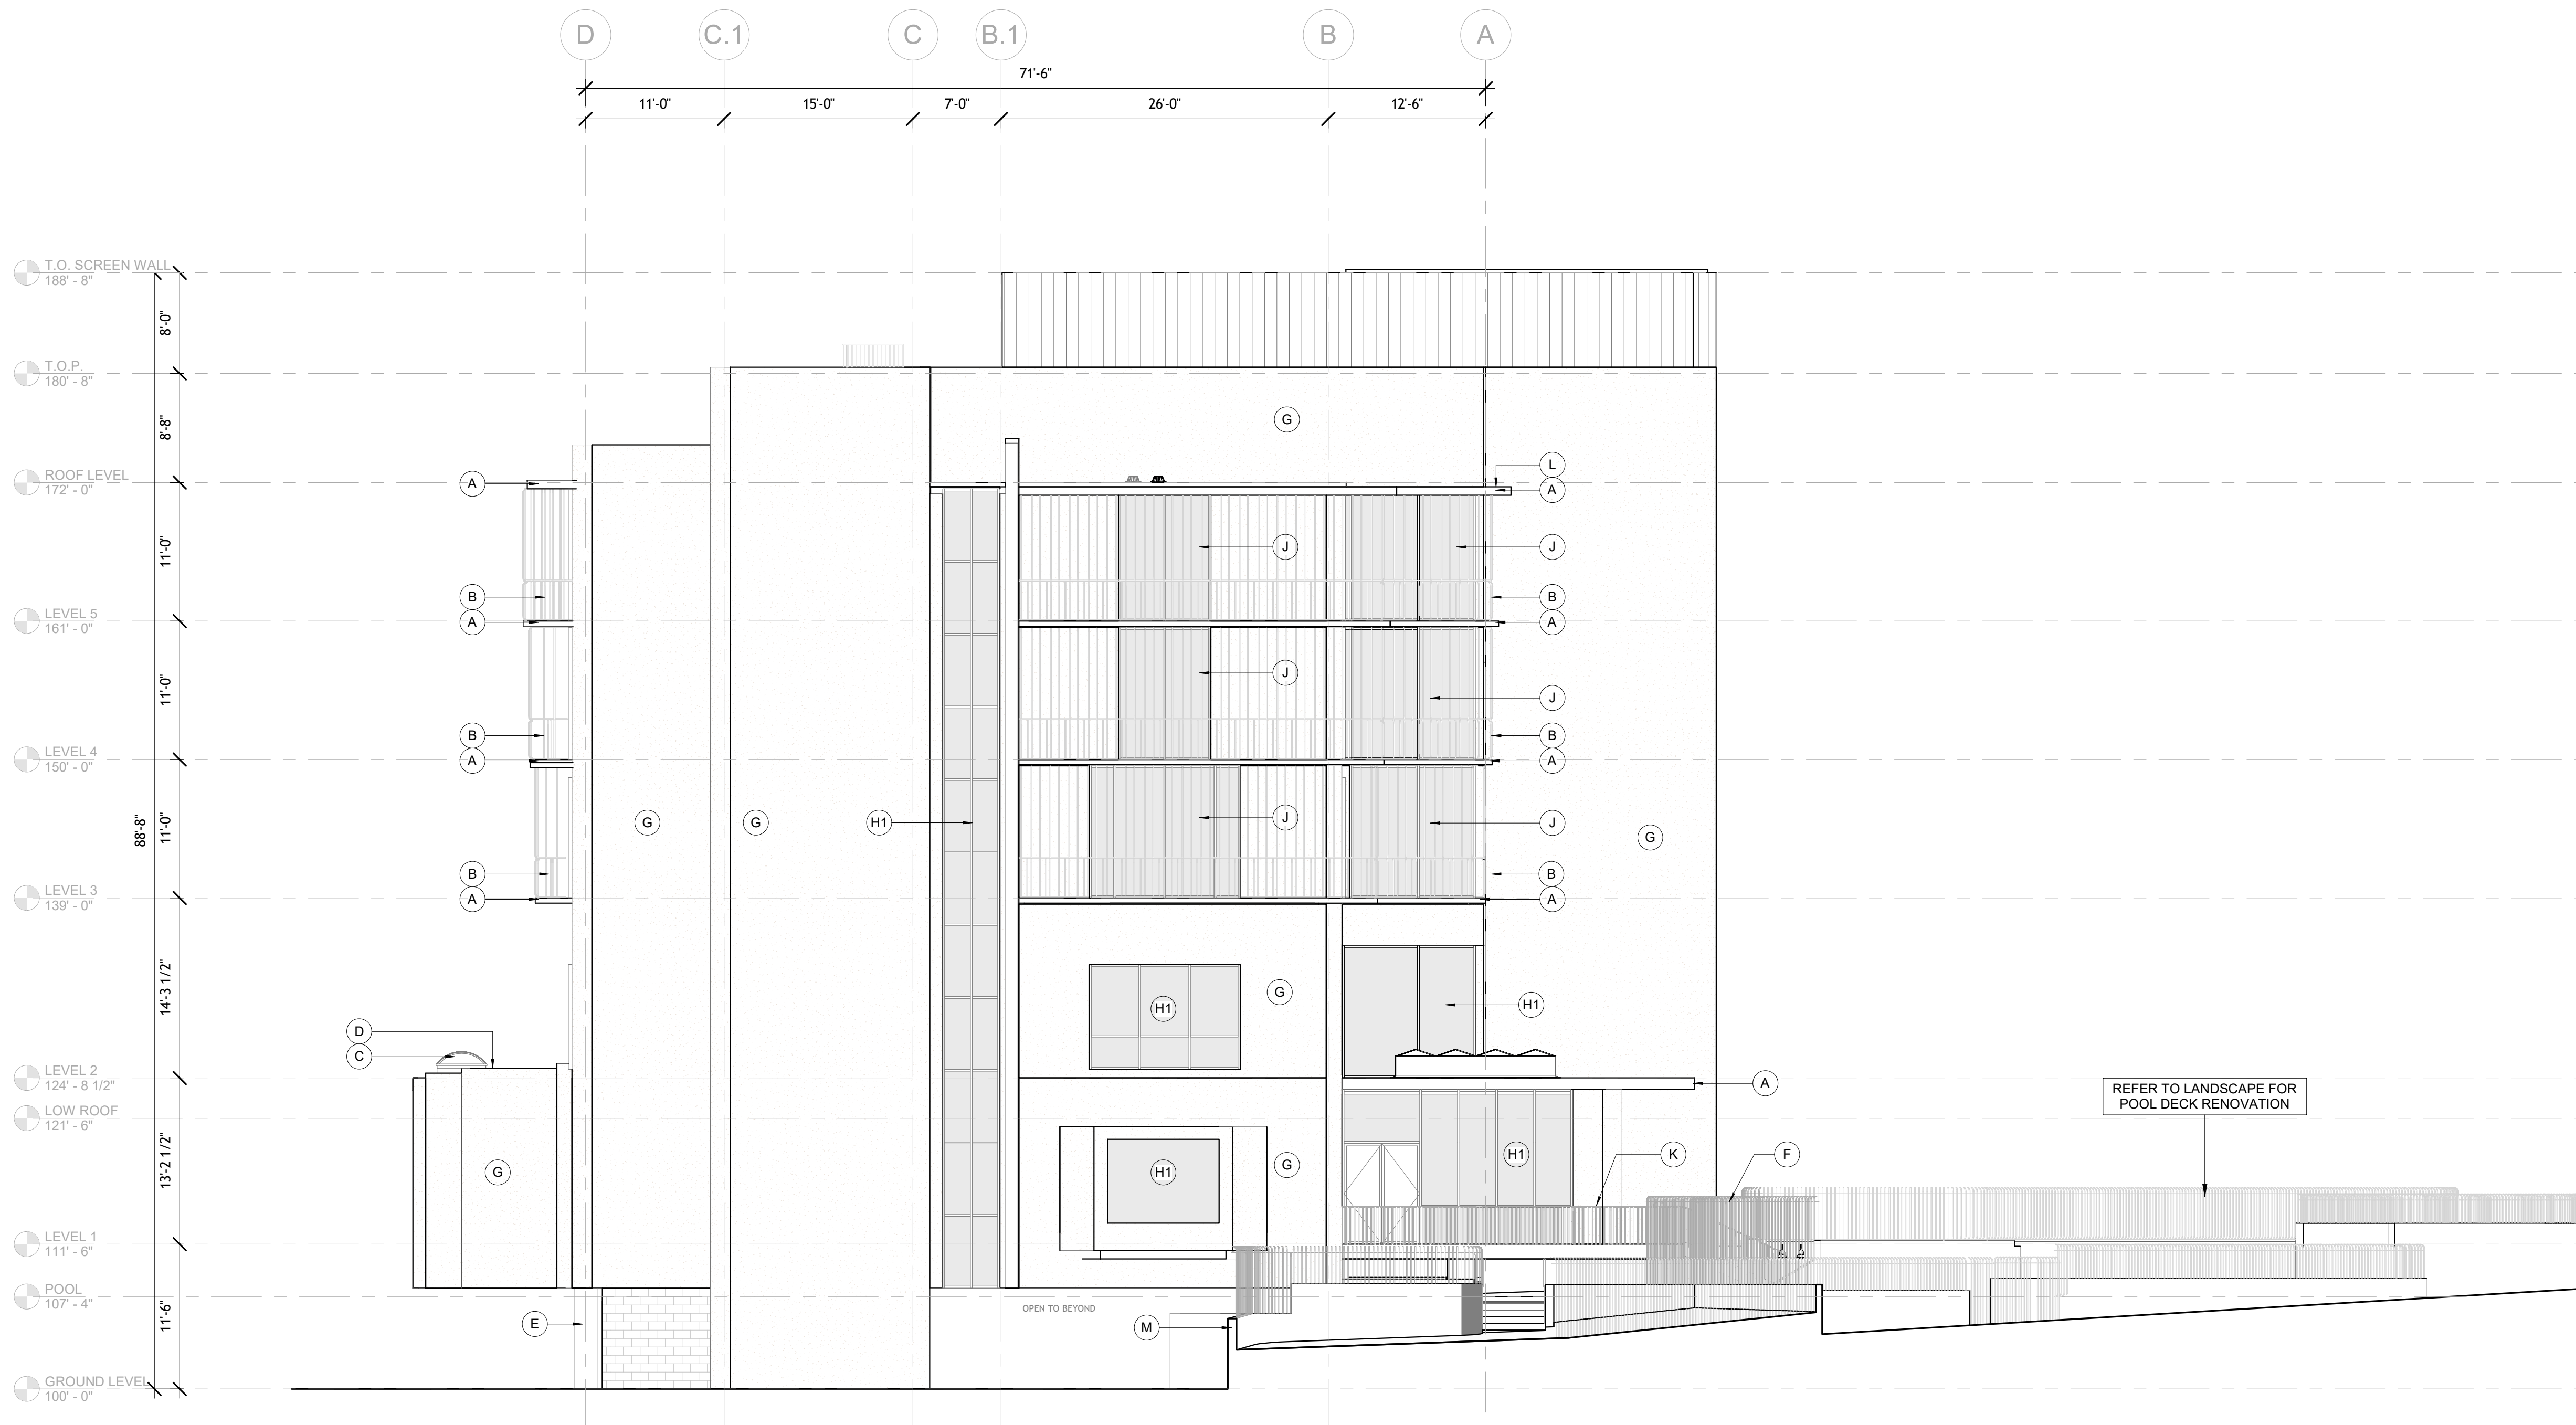 D
C.1
C
B.1
B
A
71'-6"
11'-0"
15'-0"
7'-0"
26'-0"
12'-6"
T.O. SCREEN WALL
188' - 8"
8'-0"
T.O.P.
180' - 8"
8'-8"
G
L
ROOF LEVEL
172' - 0"
A
A
11'-0"
J
J
B
B
LEVEL 5
161' - 0"
A
A
11'-0"
J
J
B
B
LEVEL 4
150' - 0"
A
A
88'-8"
11'-0"
G
G
H1
J
J
G
B
B
LEVEL 3
139' - 0"
A
A
14'-3 1/2"
G
H1
H1
D
C
LEVEL 2
124' - 8 1/2"
A
REFER TO LANDSCAPE FOR
POOL DECK RENOVATION
LOW ROOF
121' - 6"
13'-2 1/2"
G
H1
G
H1
K
F
LEVEL 1
111' - 6"
POOL
107' - 4"
11'-6"
OPEN TO BEYOND
E
M
GROUND LEVEL
100' - 0"